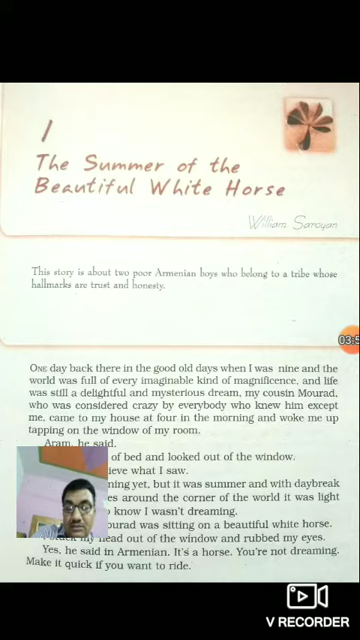 1
The Summer of the
Beautiful White Horse
William Saroyan
This story is about two poor Armenian boys who belong to a tribe whose
hallmarks are trust and honesty.
03:5
ONE day back there in the good old days when I was nine and the
world was full of every imaginable kind of magnificence, and life
was still a delightful and mysterious dream, my cousin Mourad,
who was considered crazy by everybody who knew him except
me, came to my house at four in the morning and woke me up
tapping on the window of my room.
Aram, he said.
of bed and looked out of the window.
ieve what I saw.
ning yet, but it was summer and with daybreak
es around the corner of the world it was light
know I wasn't dreaming.
ourad was sitting on a beautiful white horse.
my head out of the window and rubbed my eyes.
Yes, he said in Armenian. It's a horse. You're not dreaming.
Make it quick if you want to ride.
V RECORDER